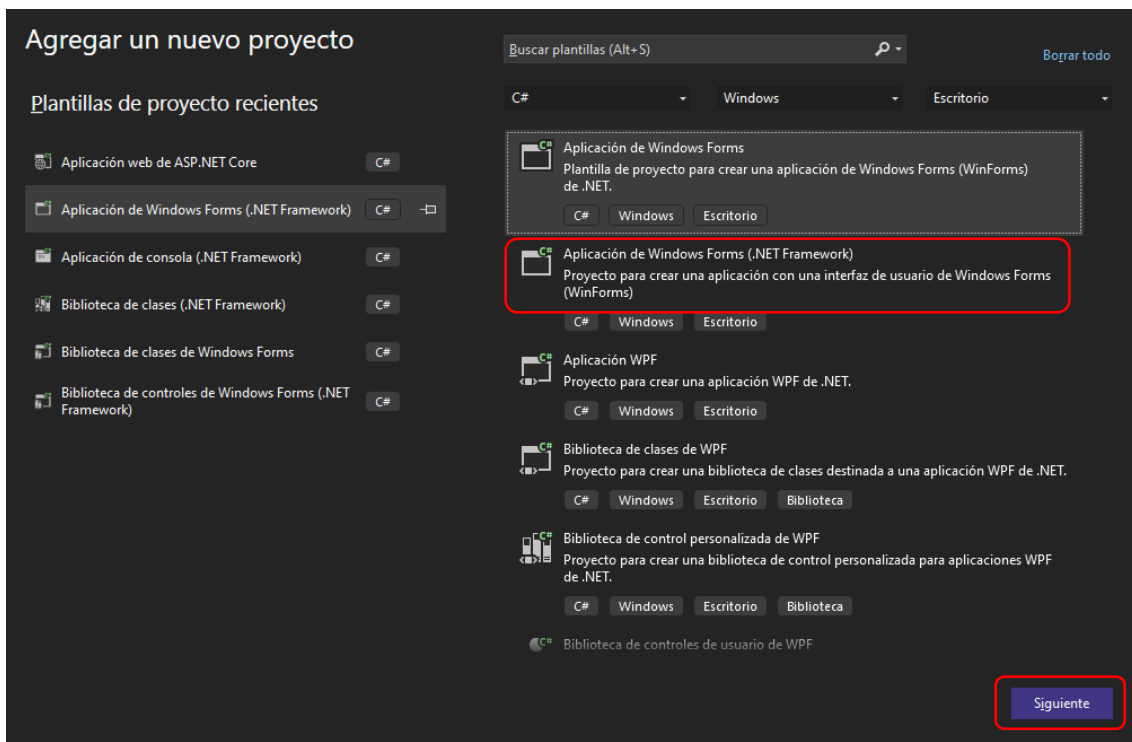 Agregar un nuevo proyecto
Plantillas de proyecto recientes
Aplicación web de ASP.NET Core C#
Aplicación de Windows Forms (.NET Framework) C#
Aplicación de consola (.NET Framework) C#
Biblioteca de clases (.NET Framework) C#
Biblioteca de clases de Windows Forms C#
Biblioteca de controles de Windows Forms (.NET
Framework) C#
Buscar plantillas (Alt+S)
Borrar todo
C# Windows Escritorio
C#
Aplicación de Windows Forms
Plantilla de proyecto para crear una aplicación de Windows Forms (WinForms)
de .NET.
C# Windows Escritorio
C#
Aplicación de Windows Forms (.NET Framework)
Proyecto para crear una aplicación con una interfaz de usuario de Windows Forms
(WinForms)
C# Windows Escritorio
C#
Aplicación WPF
Proyecto para crear una aplicación WPF de .NET.
C# Windows Escritorio
C#
Biblioteca de clases de WPF
Proyecto para crear una biblioteca de clases destinada a una aplicación WPF de .NET.
C# Windows Escritorio Biblioteca
C#
Biblioteca de control personalizada de WPF
Proyecto para crear una biblioteca de control personalizada para aplicaciones WPF
de .NET.
C# Windows Escritorio Biblioteca
C#
Biblioteca de controles de usuario de WPF
Siguiente